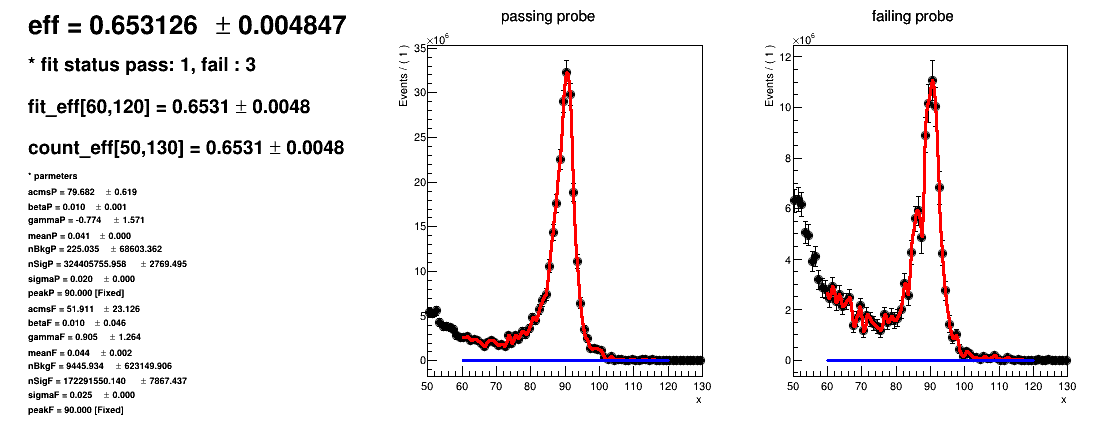 eff = 0.653126 ± 0.004847
* fit status pass: 1, fail : 3
fit_eff[60,120] = 0.6531 ± 0.0048
count_eff[50,130] = 0.6531 ± 0.0048
* parmeters
acmsP = 79.682 ± 0.619
betaP = 0.010 ± 0.001
gammaP = -0.774 ± 1.571
meanP = 0.041 ± 0.000
nBkgP = 225.035 ± 68603.362
nSigP = 324405755.958 ± 2769.495
sigmaP = 0.020 ± 0.000
peakP = 90.000 [Fixed]
acmsF = 51.911 ± 23.126
betaF = 0.010 ± 0.046
gammaF = 0.905 ± 1.264
meanF = 0.044 ± 0.002
nBkgF = 9445.934 ± 623149.906
nSigF = 172291550.140 ± 7867.437
sigmaF = 0.025 ± 0.000
peakF = 90.000 [Fixed]
passing probe
×10⁶
Events / ( 1 )
35
30
25
20
15
10
5
0
50 60 70 80 90 100 110 120 130
x
failing probe
×10⁶
Events / ( 1 )
12
10
8
6
4
2
0
50 60 70 80 90 100 110 120 130
x